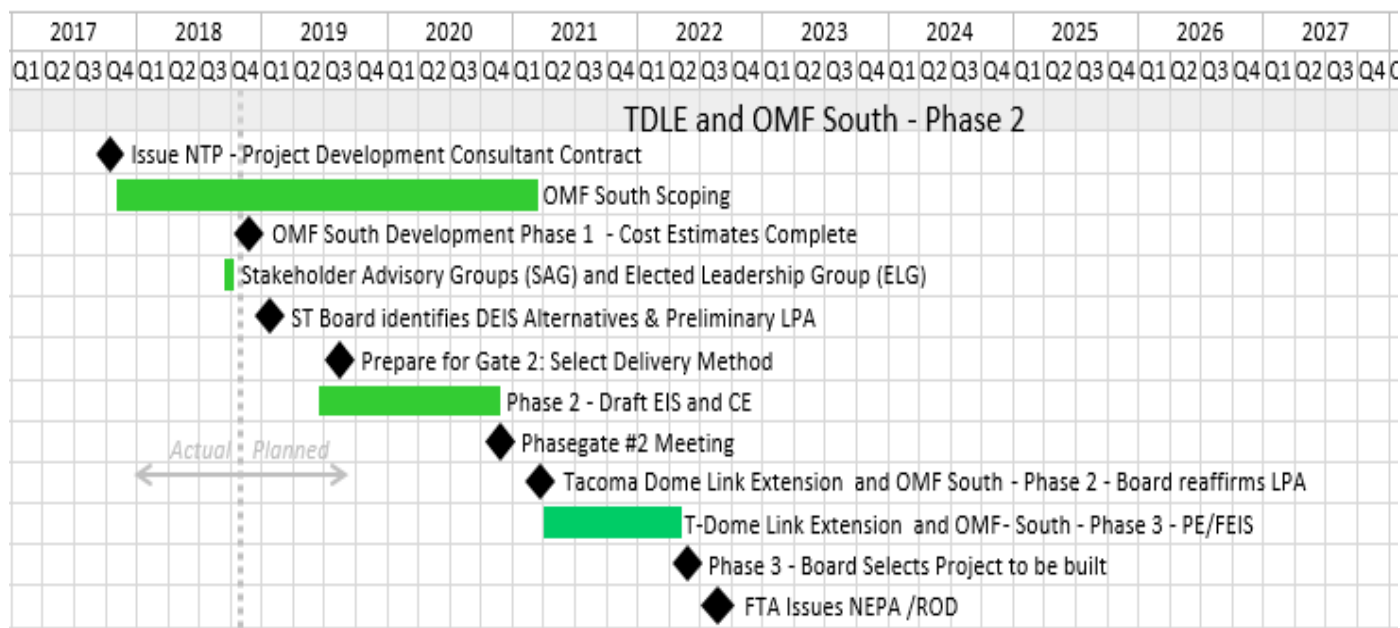 2017 2018 2019 2020 2021 2022 2023 2024 2025 2026 2027
Q1 Q2 Q3 Q4 Q1 Q2 Q3 Q4 Q1 Q2 Q3 Q4 Q1 Q2 Q3 Q4 Q1 Q2 Q3 Q4 Q1 Q2 Q3 Q4 Q1 Q2 Q3 Q4 Q1 Q2 Q3 Q4 Q1 Q2 Q3 Q4 Q1 Q2 Q3 Q4 Q1 Q2 Q3 Q4
TDLE and OMF South - Phase 2
Issue NTP - Project Development Consultant Contract
OMF South Scoping
OMF South Development Phase 1 - Cost Estimates Complete
Stakeholder Advisory Groups (SAG) and Elected Leadership Group (ELG)
ST Board identifies DEIS Alternatives & Preliminary LPA
Prepare for Gate 2: Select Delivery Method
Phase 2 - Draft EIS and CE
Phasegate #2 Meeting
Actual Planned
Tacoma Dome Link Extension and OMF South - Phase 2 - Board reaffirms LPA
T-Dome Link Extension and OMF- South - Phase 3 - PE/FEIS
Phase 3 - Board Selects Project to be built
FTA Issues NEPA /ROD